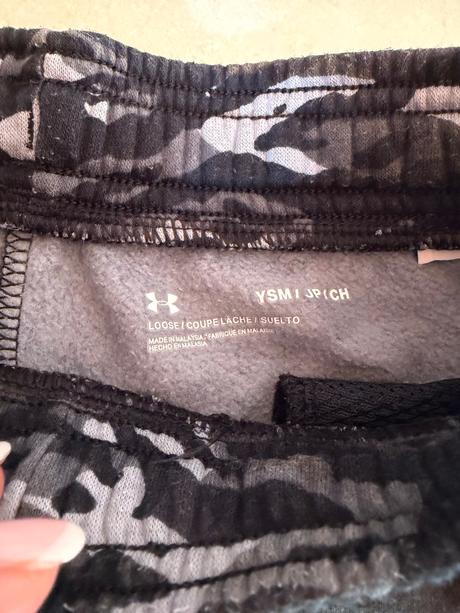 YSM / JP/CH
LOOSE / COUPE LÂCHE / SUELTO
MADE IN MALAYSIA / FABRIQUÉ EN MALAISIE
HECHO EN MALASIA